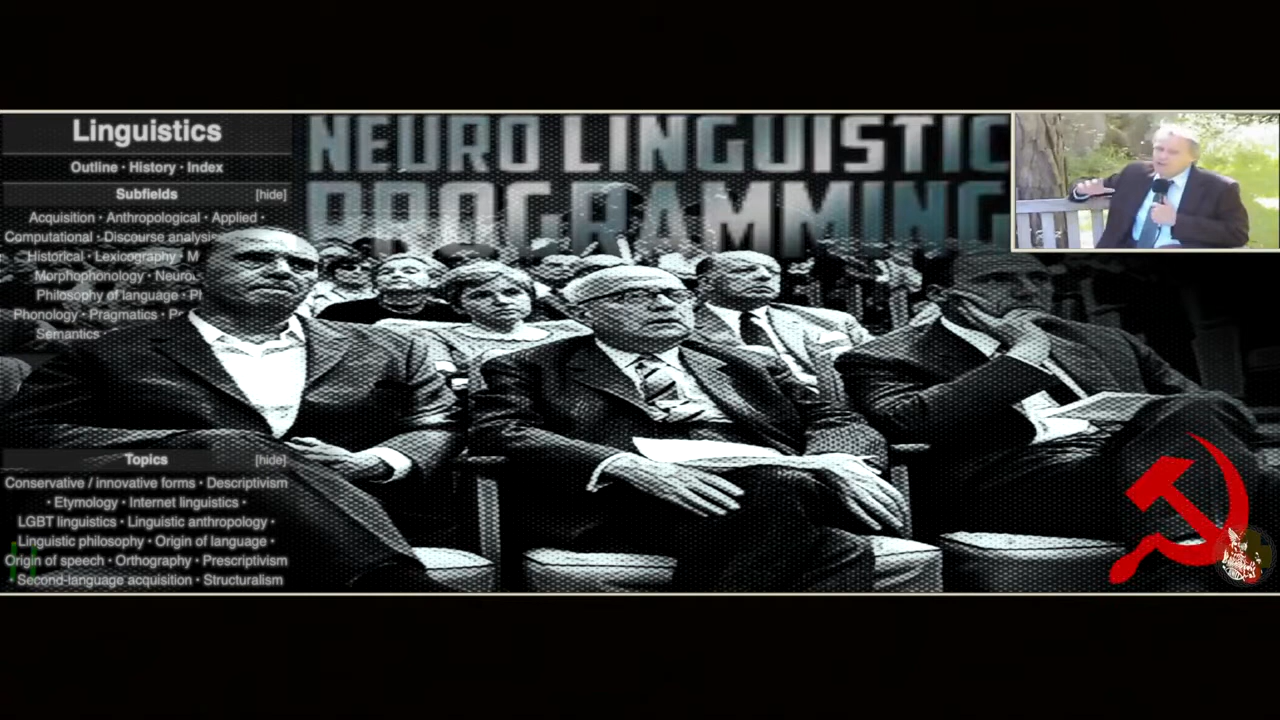 Linguistics
Outline • History • Index
Subfields [hide]
Acquisition • Anthropological • Applied •
Computational • Discourse analysis
Historical • Lexicography • M
Morphophonology • Neuro
Philosophy of language •
Phonology • Pragmatics •
Semantics •
Topics [hide]
Conservative / innovative forms • Descriptivism
• Etymology • Internet linguistics •
LGBT linguistics • Linguistic anthropology •
Linguistic philosophy • Origin of language •
Origin of speech • Orthography • Prescriptivism
• Second-language acquisition • Structuralism
NEURO LINGUISTIC
PROGRAMMING